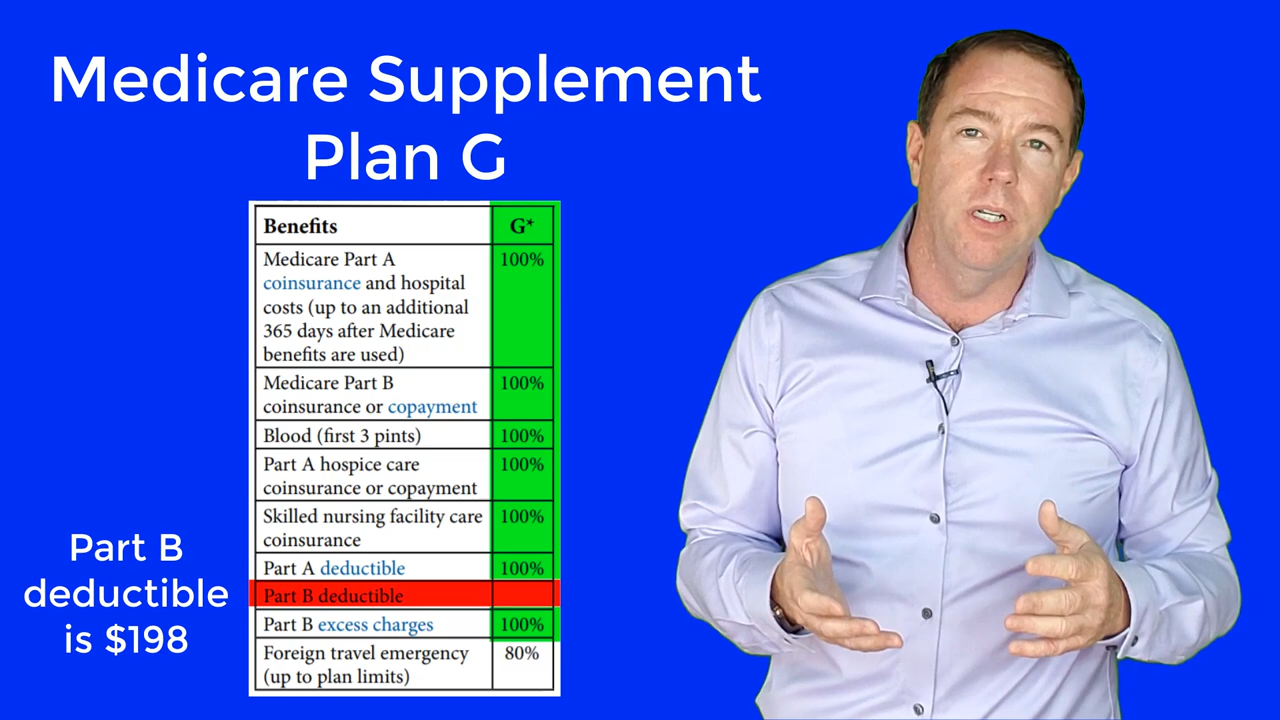 Medicare Supplement
Plan G
Benefits G*
Medicare Part A 100%
coinsurance and hospital
costs (up to an additional
365 days after Medicare
benefits are used)
Medicare Part B 100%
coinsurance or copayment
Blood (first 3 pints) 100%
Part A hospice care 100%
coinsurance or copayment
Skilled nursing facility care 100%
coinsurance
Part A deductible 100%
Part B deductible
Part B excess charges 100%
Foreign travel emergency 80%
(up to plan limits)
Part B
deductible
is $198